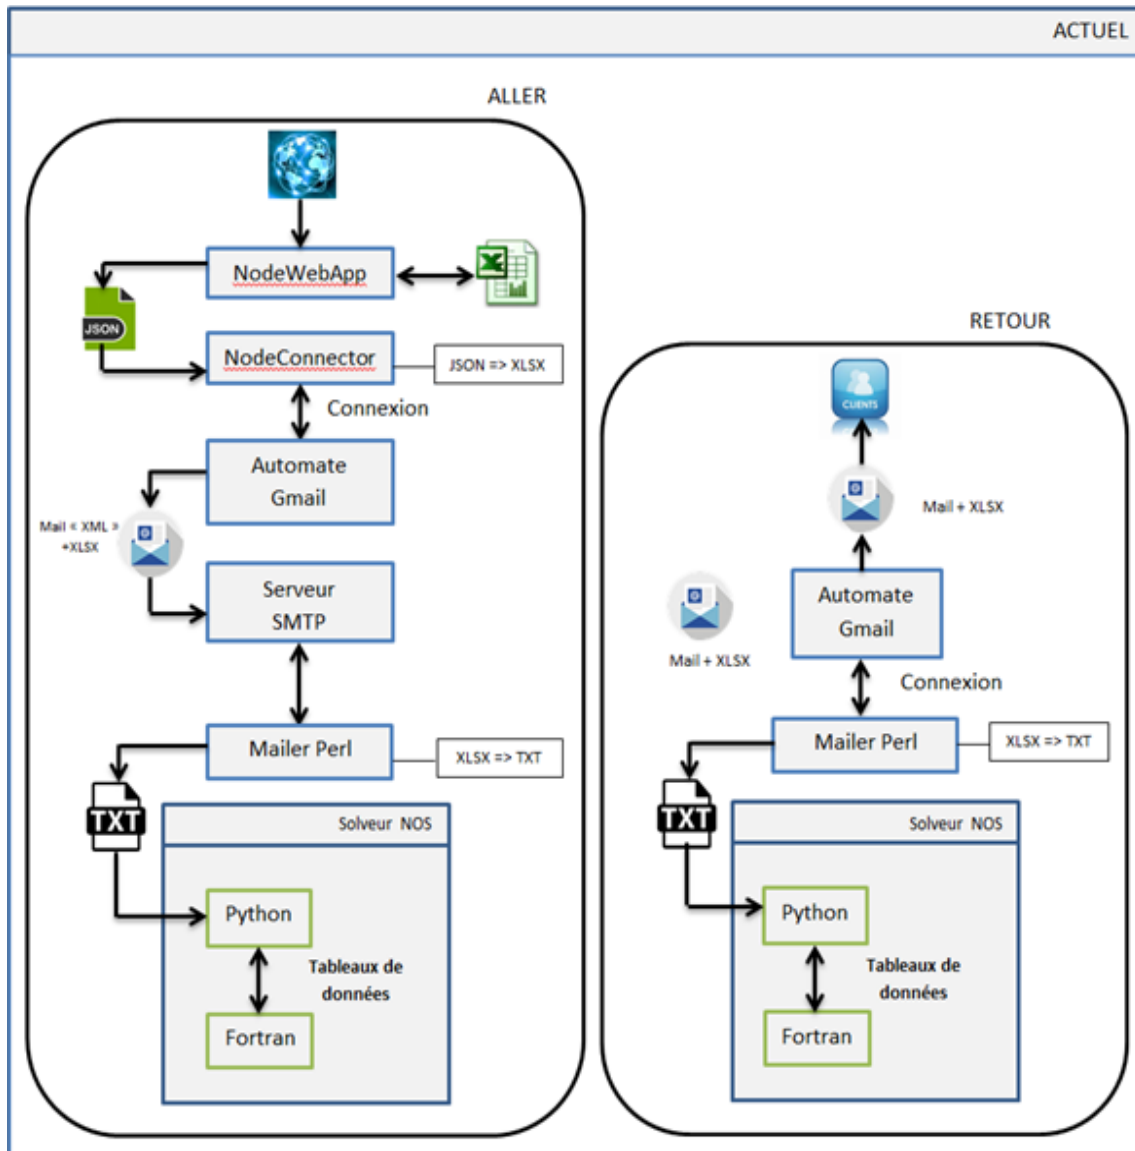 ACTUEL
ALLER
NodeWebApp
JSON
NodeConnector
JSON => XLSX
Connexion
Automate
Gmail
Mail « XML »
+XLSX
Serveur
SMTP
Mailer Perl
XLSX => TXT
TXT
Solveur NOS
Python
Tableaux de
données
Fortran
RETOUR
CLIENTS
Mail + XLSX
Automate
Gmail
Mail + XLSX
Connexion
Mailer Perl
XLSX => TXT
TXT
Solveur NOS
Python
Tableaux de
données
Fortran